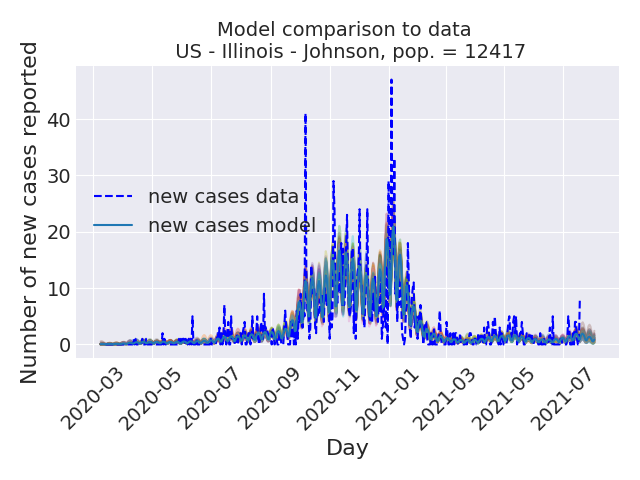 Model comparison to data
US - Illinois - Johnson, pop. = 12417
Number of new cases reported
40
30
20
10
0
new cases data
new cases model
2020-03
2020-05
2020-07
2020-09
2020-11
2021-01
2021-03
2021-05
2021-07
Day